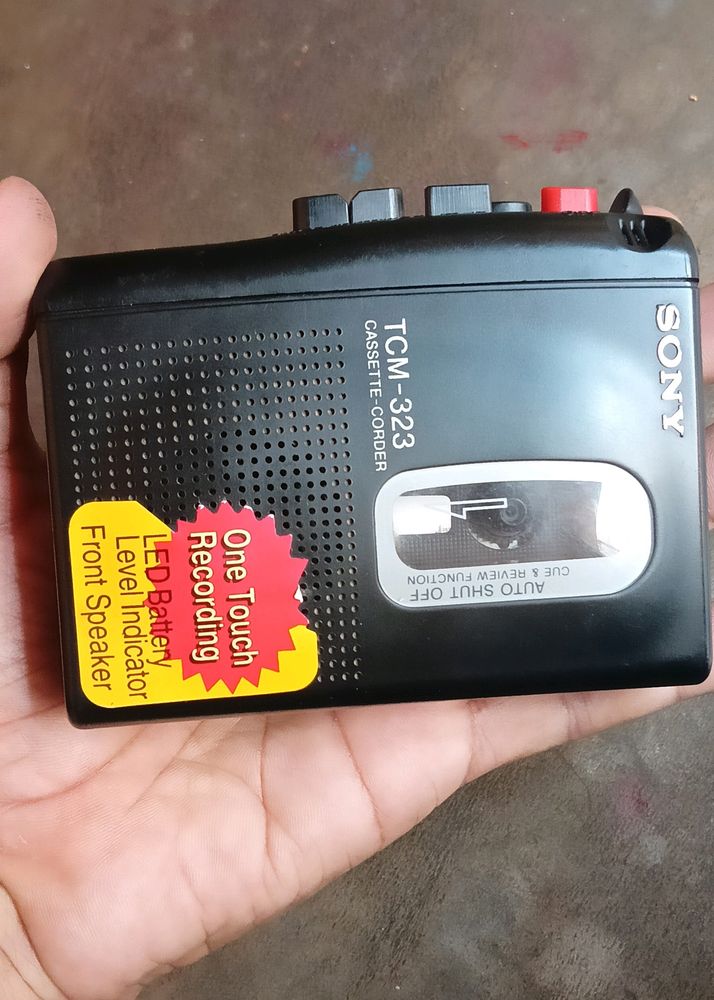 SONY
TCM-323
CASSETTE-CORDER
AUTO SHUT OFF
CUE & REVIEW FUNCTION
One Touch
Recording
LED Battery
Level Indicator
Front Speaker